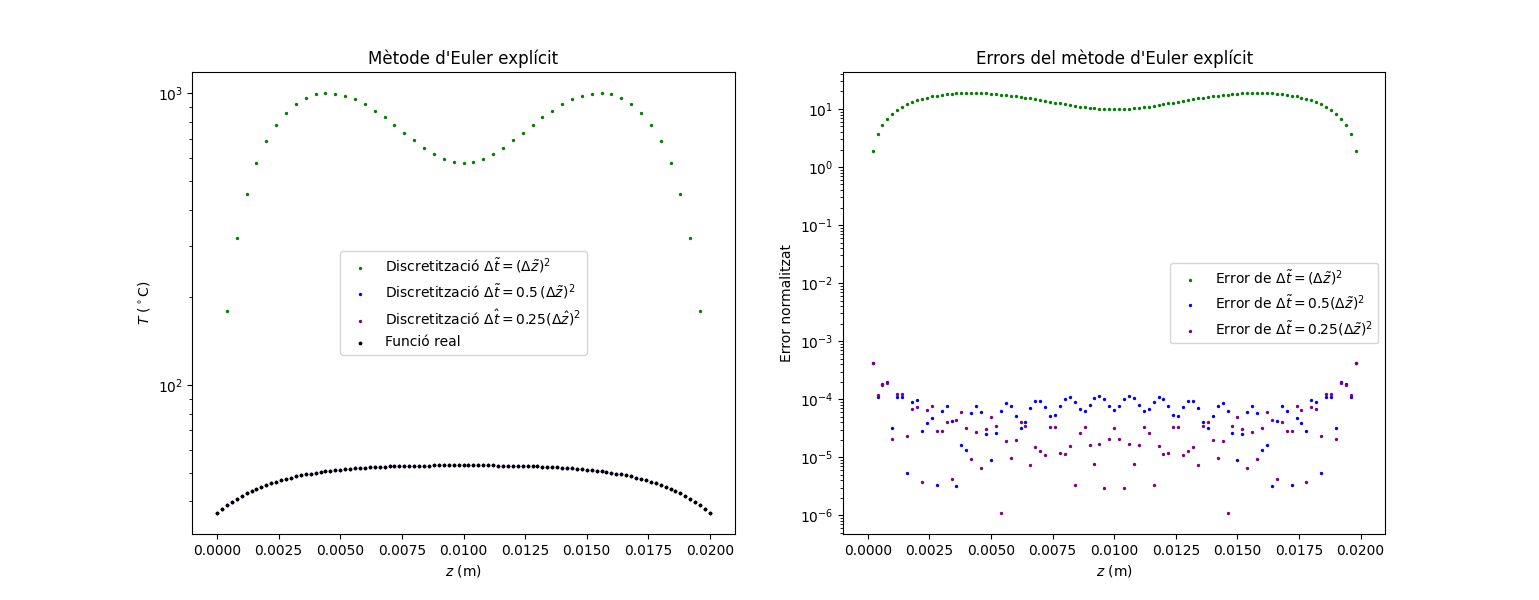 Mètode d'Euler explícit
10³
10²
T (°C)
Discretització Δt̃ = (Δz̃)²
Discretització Δt̃ = 0.5 (Δz̃)²
Discretització Δt̂ = 0.25(Δẑ)²
Funció real
0.0000 0.0025 0.0050 0.0075 0.0100 0.0125 0.0150 0.0175 0.0200
z (m)
Errors del mètode d'Euler explícit
10¹
10⁰
10⁻¹
10⁻²
10⁻³
10⁻⁴
10⁻⁵
10⁻⁶
Error normalitzat
Error de Δt̃ = (Δz̃)²
Error de Δt̃ = 0.5(Δz̃)²
Error de Δt̃ = 0.25(Δz̃)²
0.0000 0.0025 0.0050 0.0075 0.0100 0.0125 0.0150 0.0175 0.0200
z (m)